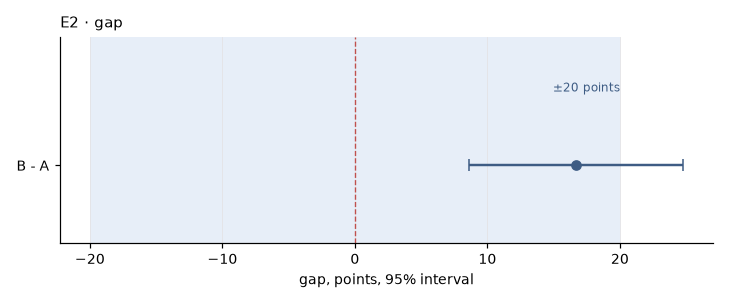 E2 · gap
±20 points
B - A
−20 −10 0 10 20
gap, points, 95% interval